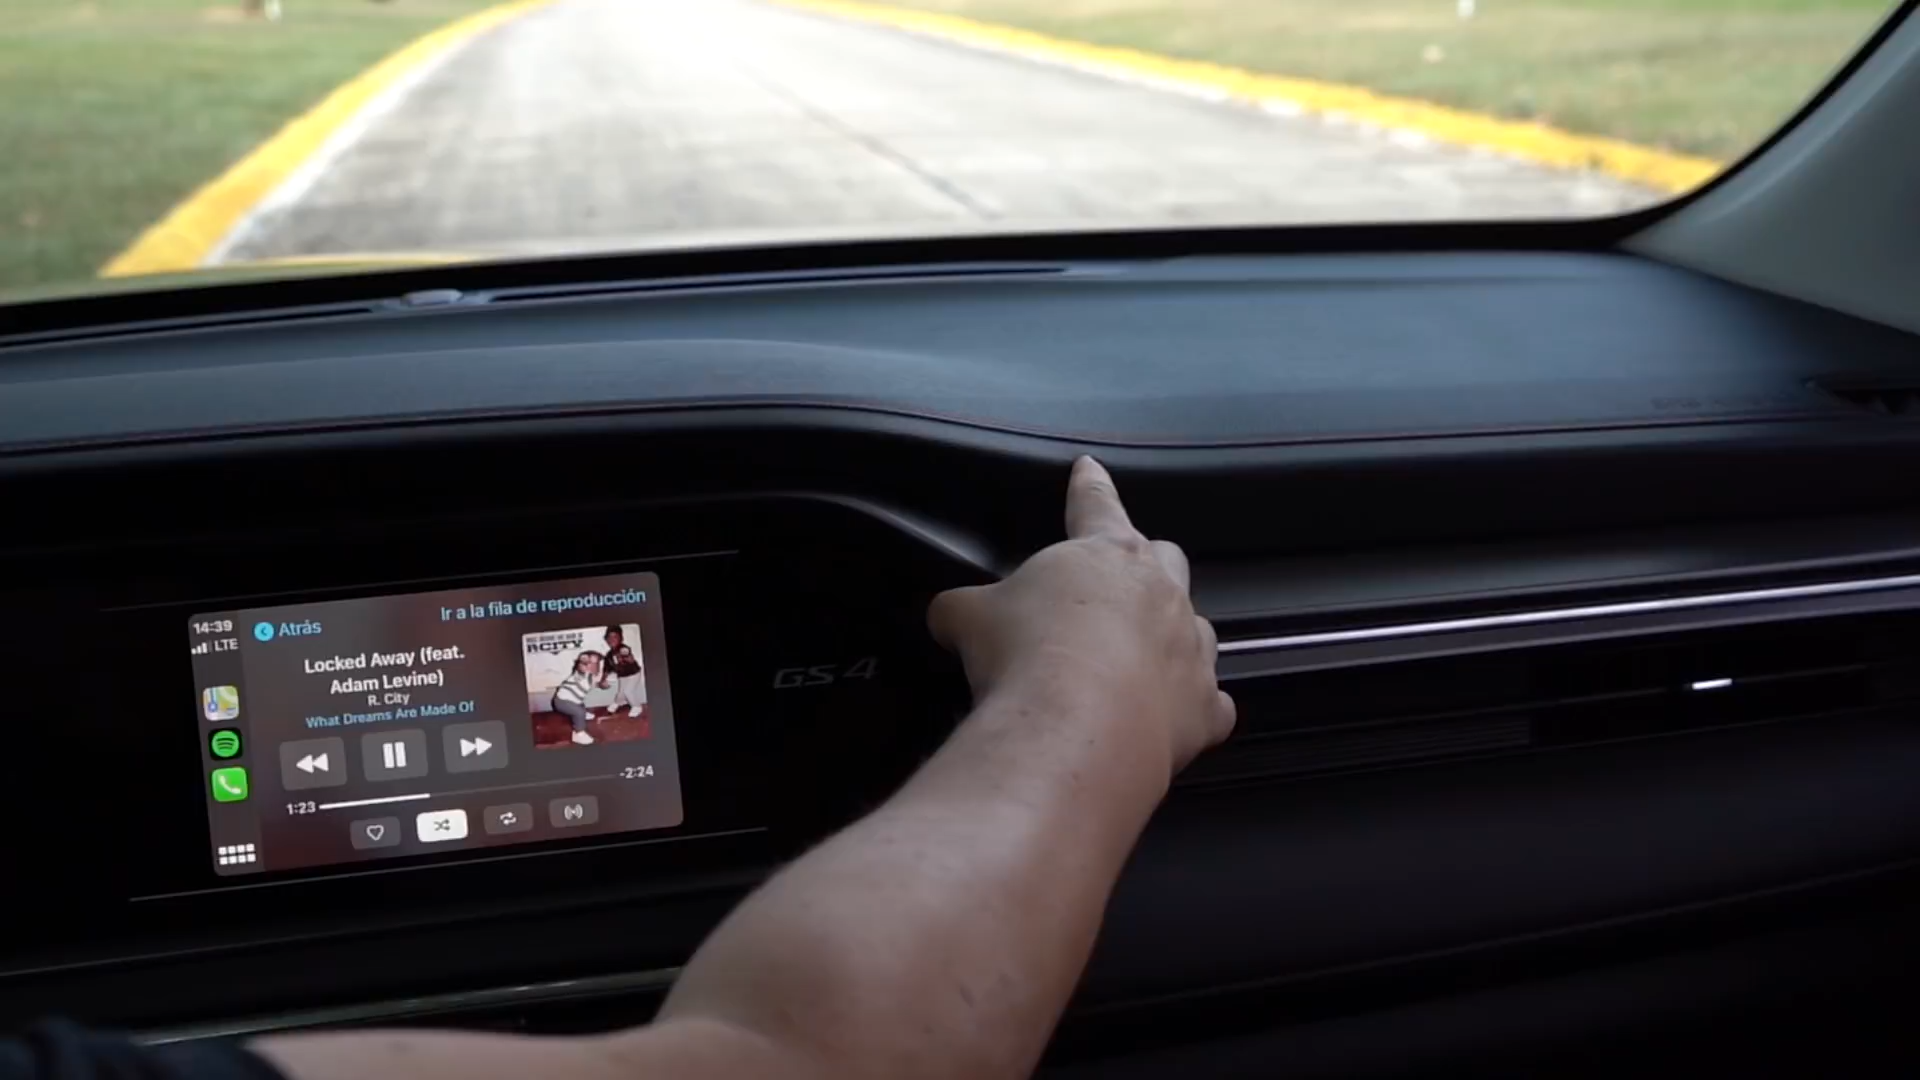 14:39
LTE
Atrás
Ir a la fila de reproducción
Locked Away (feat.
Adam Levine)
R. City
What Dreams Are Made Of
R.CITY
1:23
-2:24
GS4